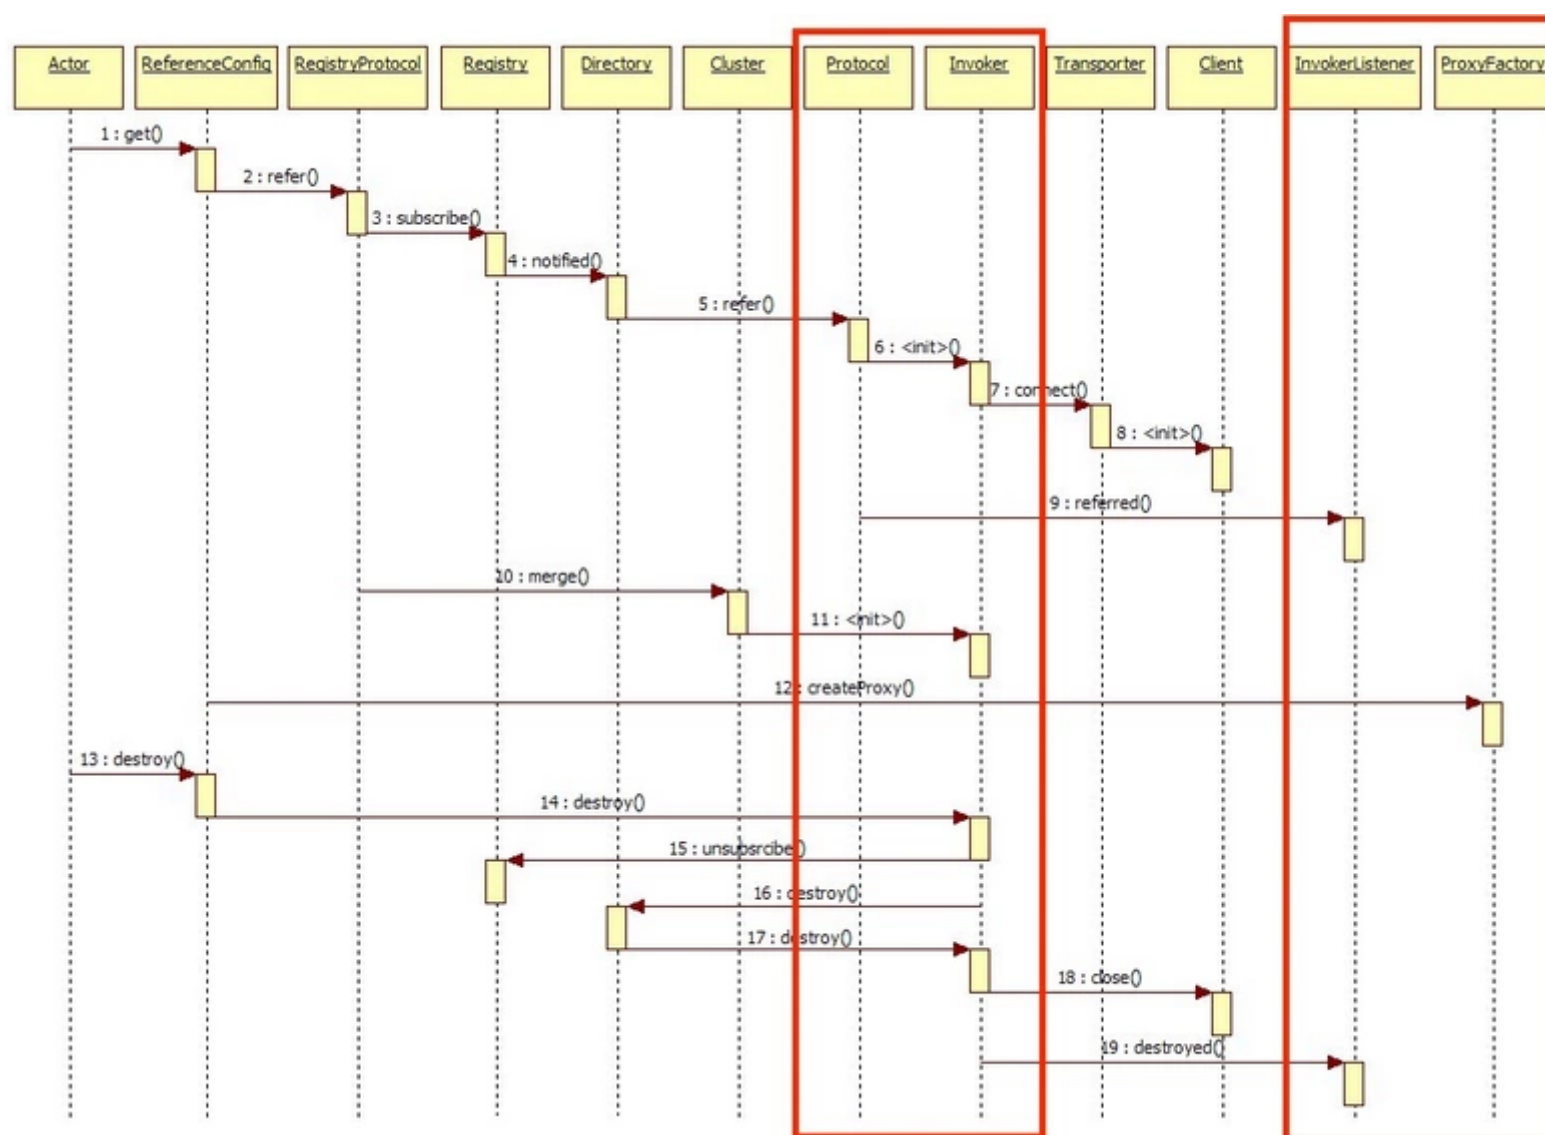 Actor
ReferenceConfig
RegistryProtocol
Registry
Directory
Cluster
Protocol
Invoker
Transporter
Client
InvokerListener
ProxyFactory
1 : get()
2 : refer()
3 : subscribe()
4 : notified()
5 : refer()
6 : <init>()
7 : connect()
8 : <init>()
9 : referred()
10 : merge()
11 : <init>()
12 : createProxy()
13 : destroy()
14 : destroy()
15 : unsubsrcibe()
16 : destroy()
17 : destroy()
18 : close()
19 : destroyed()